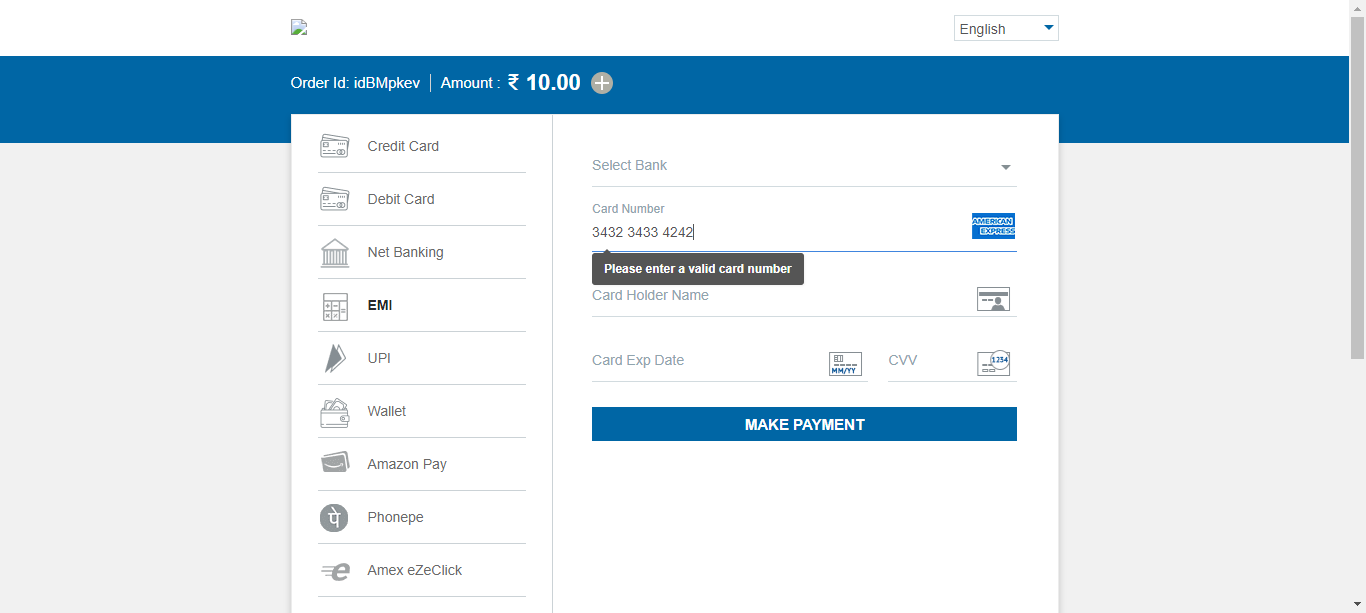 English
Order Id: idBMpkev | Amount : ₹ 10.00
Credit Card
Debit Card
Net Banking
EMI
UPI
Wallet
Amazon Pay
Phonepe
Amex eZeClick
Select Bank
Card Number
3432 3433 4242
AMERICAN
EXPRESS
Please enter a valid card number
Card Holder Name
Card Exp Date
MM/YY
CVV
1234
MAKE PAYMENT